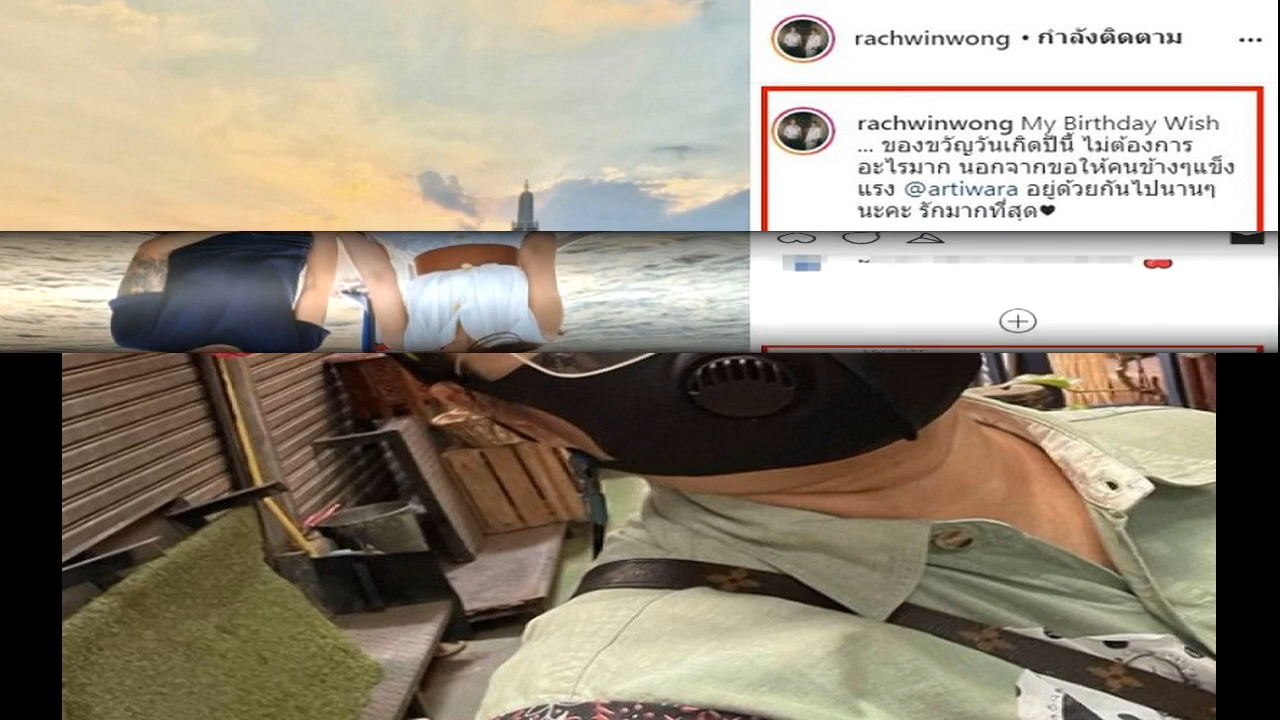 rachwinwong • กำลังติดตาม
rachwinwong My Birthday Wish
... ของขวัญวันเกิดปีนี้ ไม่ต้องการ
อะไรมาก นอกจากขอให้คนข้างๆแข็ง
แรง @artiwara อยู่ด้วยกันไปนานๆ
นะคะ รักมากที่สุด🖤